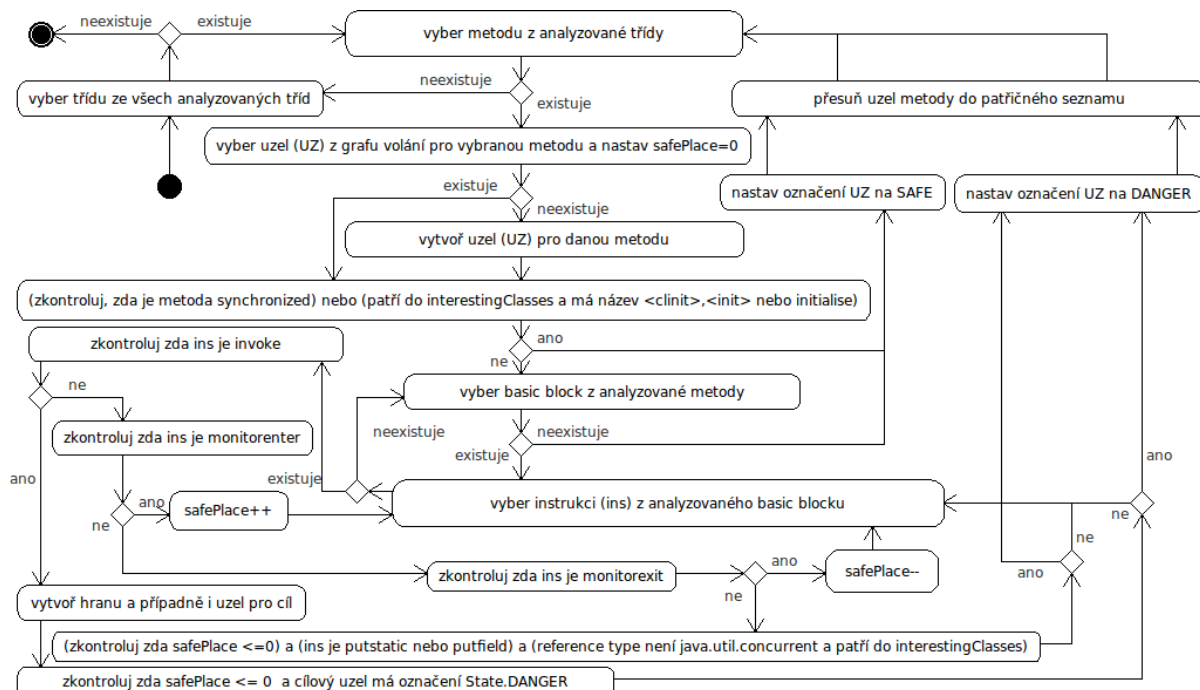 neexistuje
existuje
vyber metodu z analyzované třídy
neexistuje
vyber třídu ze všech analyzovaných tříd
přesuň uzel metody do patřičného seznamu
existuje
vyber uzel (UZ) z grafu volání pro vybranou metodu a nastav safePlace=0
existuje
nastav označení UZ na SAFE
nastav označení UZ na DANGER
neexistuje
vytvoř uzel (UZ) pro danou metodu
(zkontroluj, zda je metoda synchronized) nebo (patří do interestingClasses a má název <clinit>,<init> nebo initialise)
ano
zkontroluj zda ins je invoke
ne
ne
vyber basic block z analyzované metody
neexistuje
neexistuje
zkontroluj zda ins je monitorenter
existuje
ano
ano
existuje
ano
vyber instrukci (ins) z analyzovaného basic blocku
safePlace++
ne
ne
ne
ano
ano
zkontroluj zda ins je monitorexit
safePlace--
ne
vytvoř hranu a případně i uzel pro cíl
(zkontroluj zda safePlace <=0) a (ins je putstatic nebo putfield) a (reference type není java.util.concurrent a patří do interestingClasses)
zkontroluj zda safePlace <= 0 a cílový uzel má označení State.DANGER